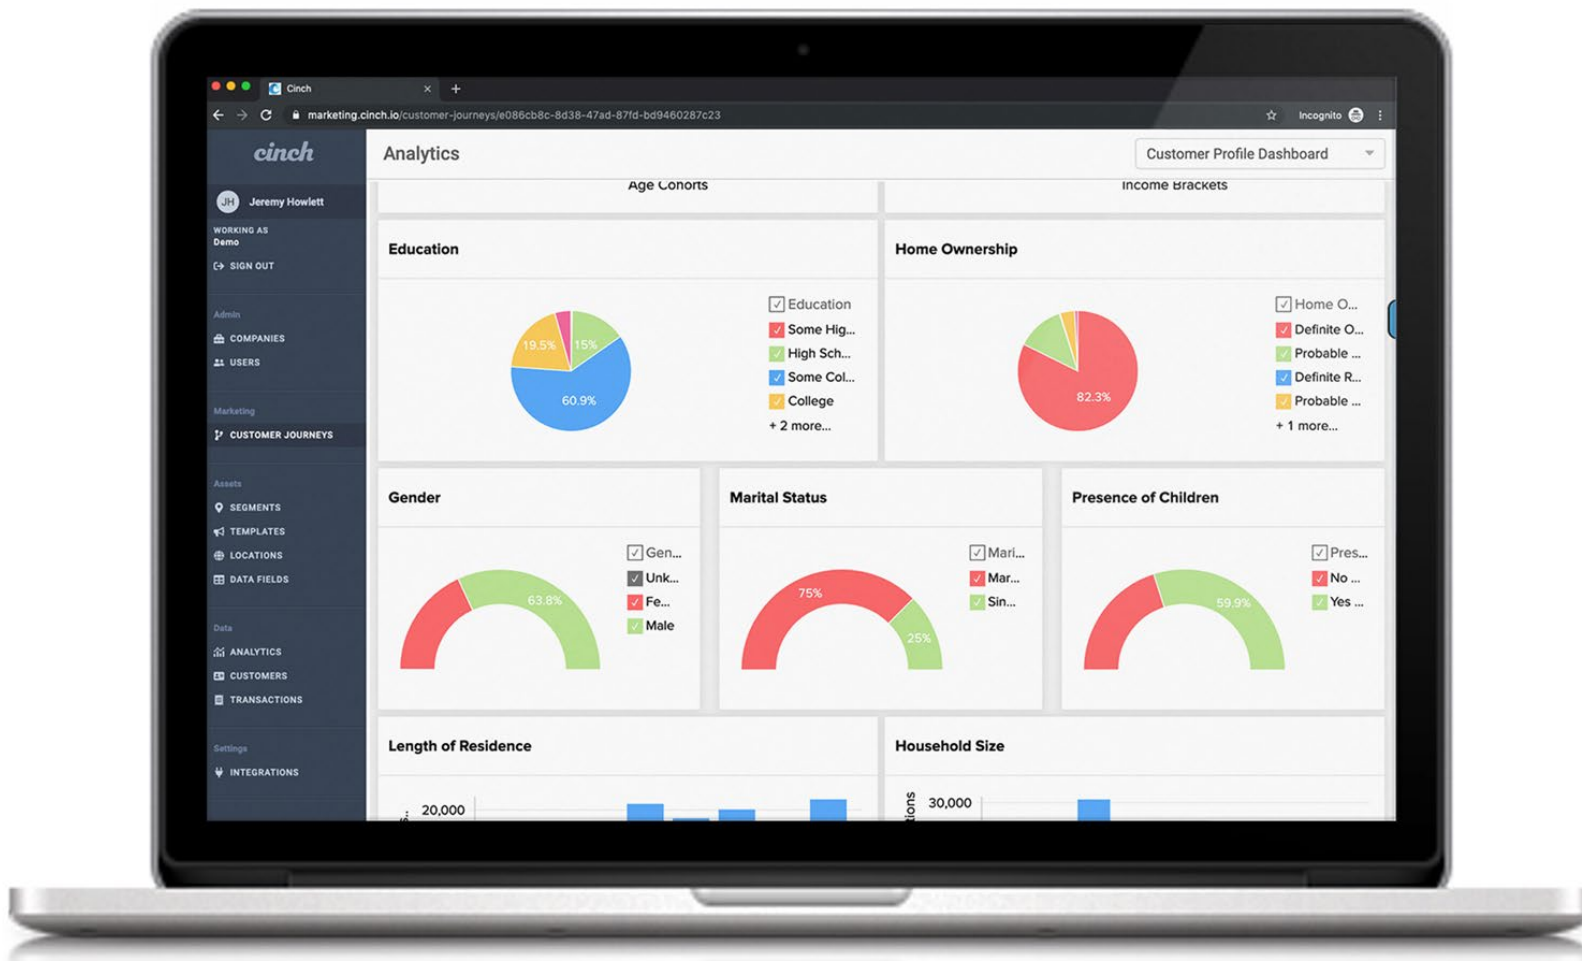 Cinch
marketing.cinch.io/customer-journeys/e086cb8c-8d38-47ad-87fd-bd9460287c23
Incognito
cinch
JH Jeremy Howlett
WORKING AS
Demo
SIGN OUT
Admin
COMPANIES
USERS
Marketing
CUSTOMER JOURNEYS
Assets
SEGMENTS
TEMPLATES
LOCATIONS
DATA FIELDS
Data
ANALYTICS
CUSTOMERS
TRANSACTIONS
Settings
INTEGRATIONS
Analytics
Customer Profile Dashboard
Age Cohorts
Income Brackets
Education
19.5%
15%
60.9%
Education
Some Hig...
High Sch...
Some Col...
College
+ 2 more...
Home Ownership
82.3%
Home O...
Definite O...
Probable ...
Definite R...
Probable ...
+ 1 more...
Gender
63.8%
Gen...
Unk...
Fe...
Male
Marital Status
75%
25%
Mari...
Mar...
Sin...
Presence of Children
59.9%
Pres...
No ...
Yes ...
Length of Residence
20,000
Household Size
30,000